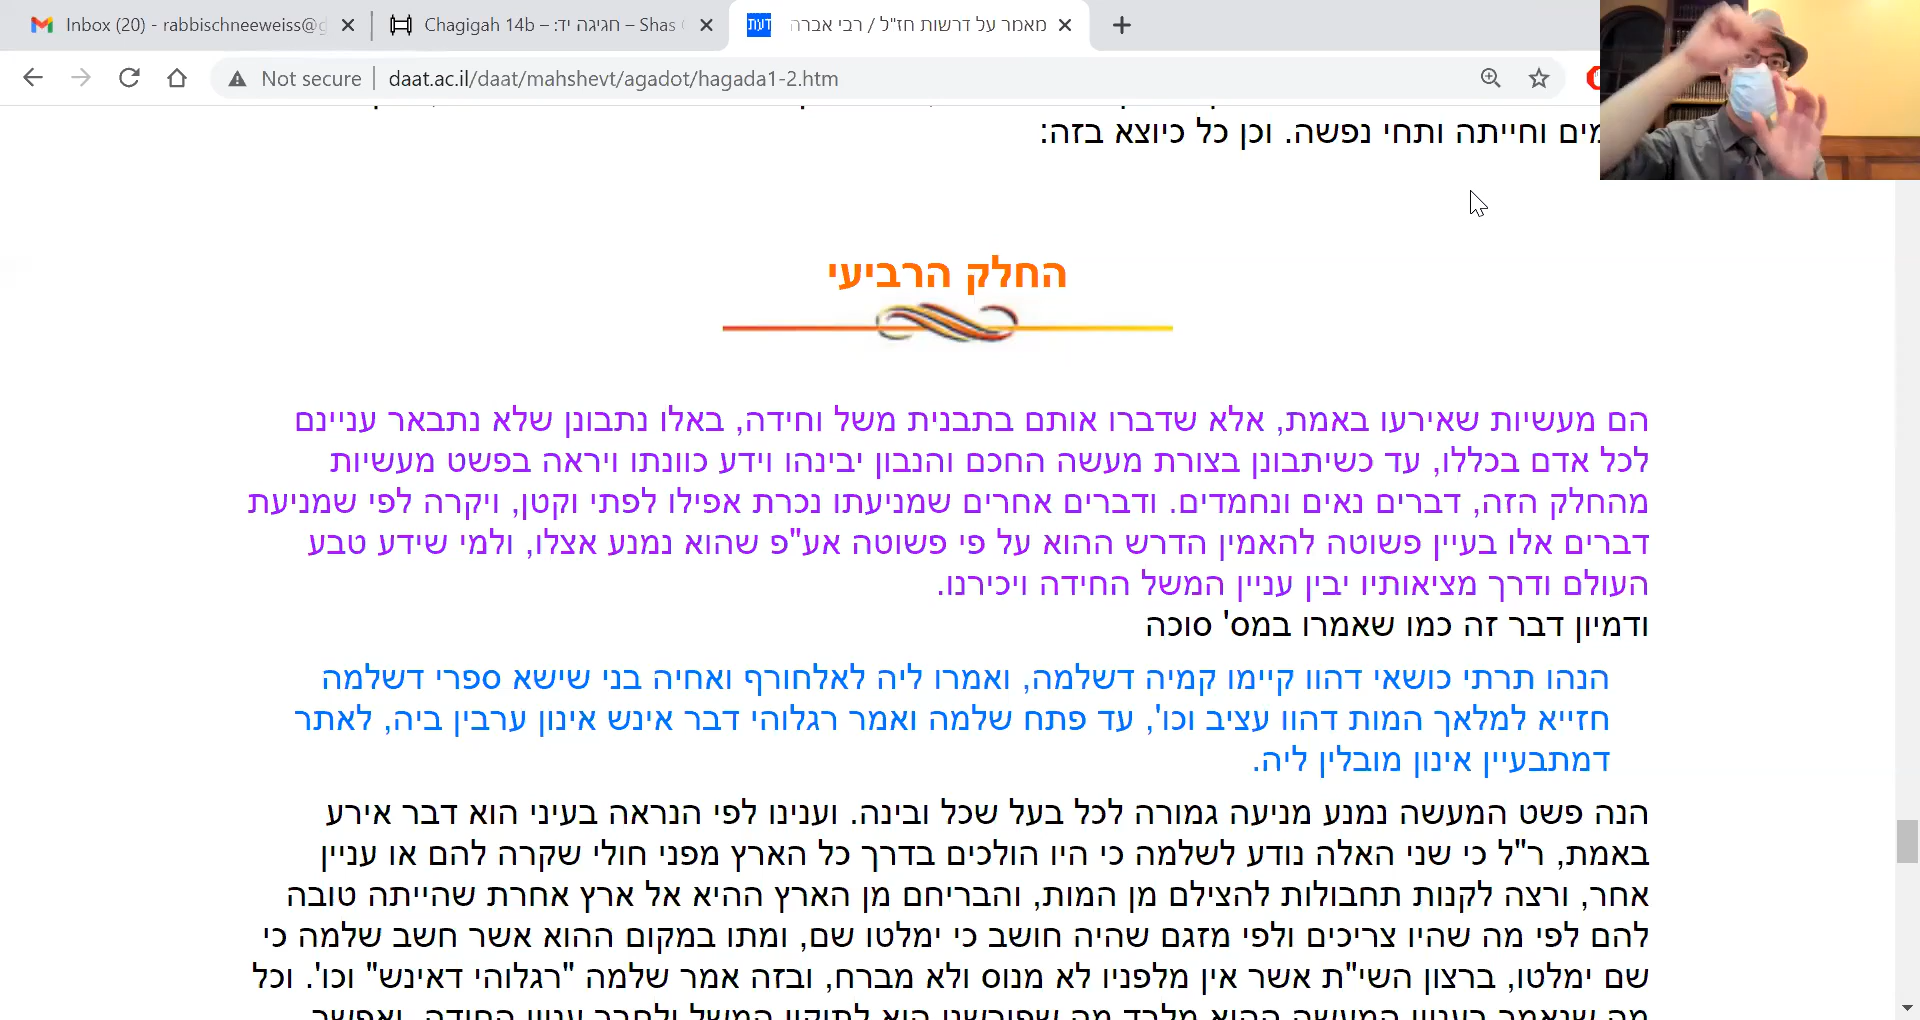 Inbox (20) - rabbischneeweiss@g
Chagigah 14b – חגיגה יד: – Shas
מאמר על דרשות חז"ל / רבי אברה
Not secure
daat.ac.il/daat/mahshevt/agadot/hagada1-2.htm
מים וחייתה ותחי נפשה. וכן כל כיוצא בזה:
החלק הרביעי
הם מעשיות שאירעו באמת, אלא שדברו אותם בתבנית משל וחידה, באלו נתבונן שלא נתבאר עניינם
לכל אדם בכללו, עד כשיתבונן בצורת מעשה החכם והנבון יבינהו וידע כוונתו ויראה בפשט מעשיות
מהחלק הזה, דברים נאים ונחמדים. ודברים אחרים שמניעתו נכרת אפילו לפתי וקטן, ויקרה לפי שמניעת
דברים אלו בעיין פשוטה להאמין הדרש ההוא על פי פשוטה אע"פ שהוא נמנע אצלו, ולמי שידע טבע
העולם ודרך מציאותיו יבין עניין המשל החידה ויכירנו.
ודמיון דבר זה כמו שאמרו במס' סוכה
הנהו תרתי כושאי דהוו קיימו קמיה דשלמה, ואמרו ליה לאלחורף ואחיה בני שישא ספרי דשלמה
חזייא למלאך המות דהוו עציב וכו', עד פתח שלמה ואמר רגלוהי דבר אינש אינון ערבין ביה, לאתר
דמתבעיין אינון מובלין ליה.
הנה פשט המעשה נמנע מניעה גמורה לכל בעל שכל ובינה. וענינו לפי הנראה בעיני הוא דבר אירע
באמת, ר"ל כי שני האלה נודע לשלמה כי היו הולכים בדרך כל הארץ מפני חולי שקרה להם או עניין
אחר, ורצה לקנות תחבולות להצילם מן המות, והבריחם מן הארץ ההיא אל ארץ אחרת שהייתה טובה
להם לפי מה שהיו צריכים ולפי מזגם שהיה חושב כי ימלטו שם, ומתו במקום ההוא אשר חשב שלמה כי
שם ימלטו, ברצון השי"ת אשר אין מלפניו לא מנוס ולא מברח, ובזה אמר שלמה "רגלוהי דאינש" וכו'. וכל